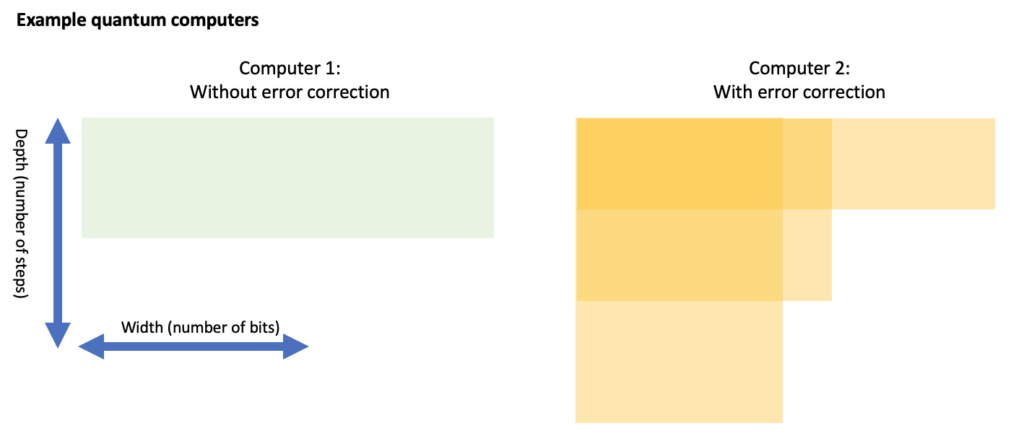 Example quantum computers
Computer 1:
Without error correction
Computer 2:
With error correction
Depth (number of steps)
Width (number of bits)